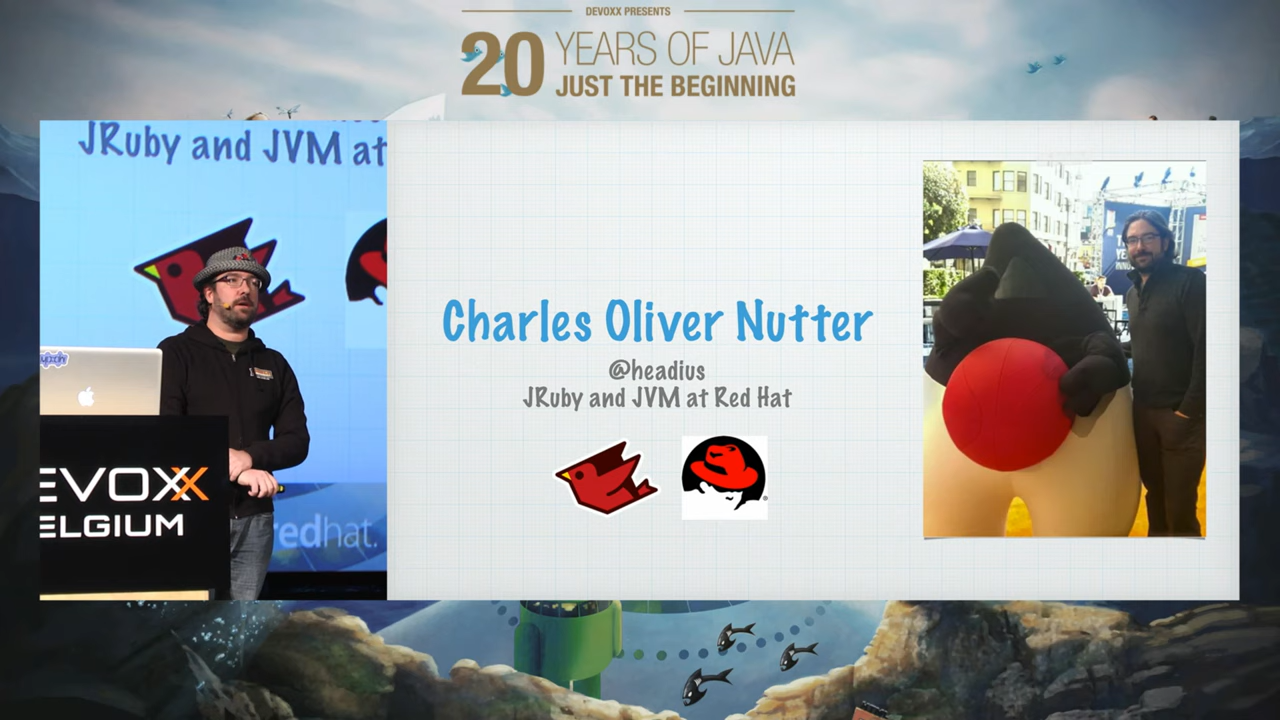 DEVOXX PRESENTS
20 YEARS OF JAVA
JUST THE BEGINNING
JRuby and JVM at
EVOXX
ELGIUM
redhat.
Charles Oliver Nutter
@headius
JRuby and JVM at Red Hat